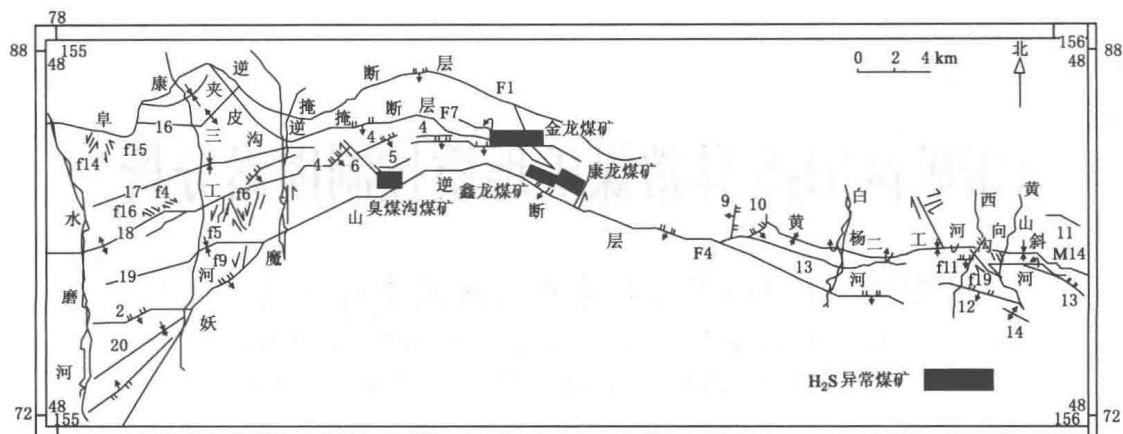 78
88
155
48
156
48
88
0 2 4 km
北
康
夹
逆
断
层
掩
F1
阜
皮
16
三
沟
逆
掩
断
层
F7
金龙煤矿
f14
f15
4
4
6
5
康龙煤矿
鑫龙煤矿
臭煤沟煤矿
逆
断
层
山
17
f4
工
f6
1
f16
水
18
f5
f9
魔
河
19
磨
2
妖
20
河
F4
9
10
黄
白
杨
二
工
河
西
沟
向
黄
山
斜
河
11
M14
13
河
f11
f19
12
13
14
H₂S异常煤矿
72
48
155
48
156
72